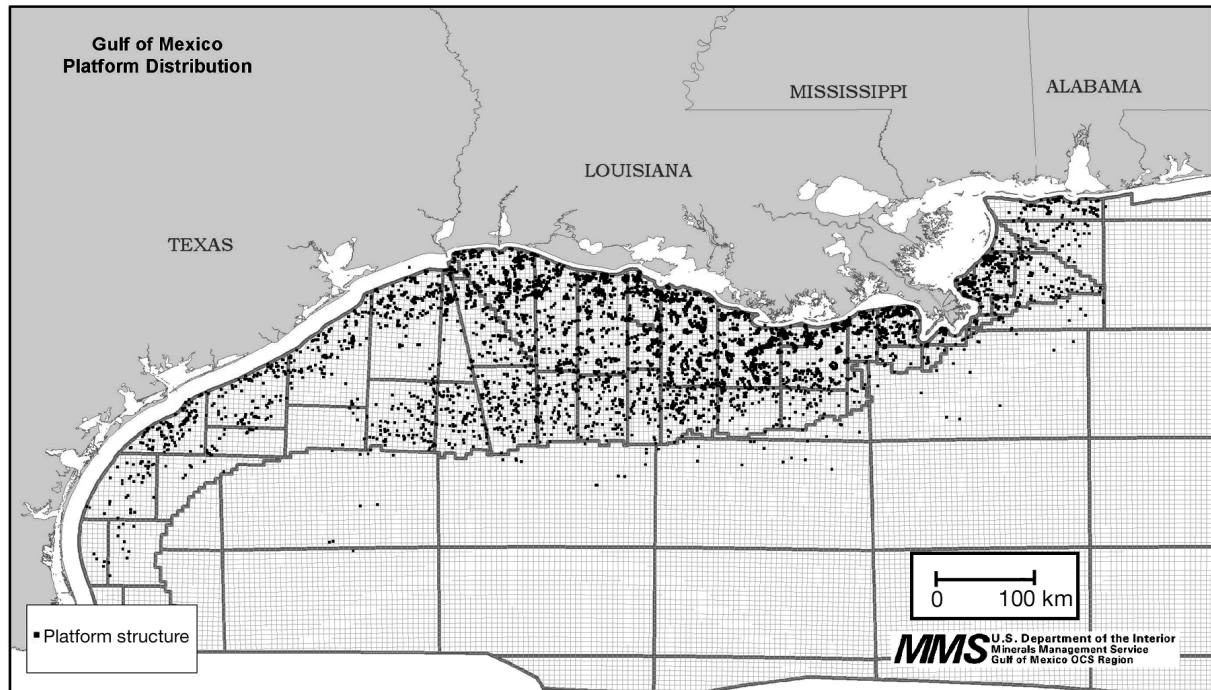 Gulf of Mexico
Platform Distribution
MISSISSIPPI
ALABAMA
LOUISIANA
TEXAS
0 100 km
Platform structure
MMS
U.S. Department of the Interior
Minerals Management Service
Gulf of Mexico OCS Region